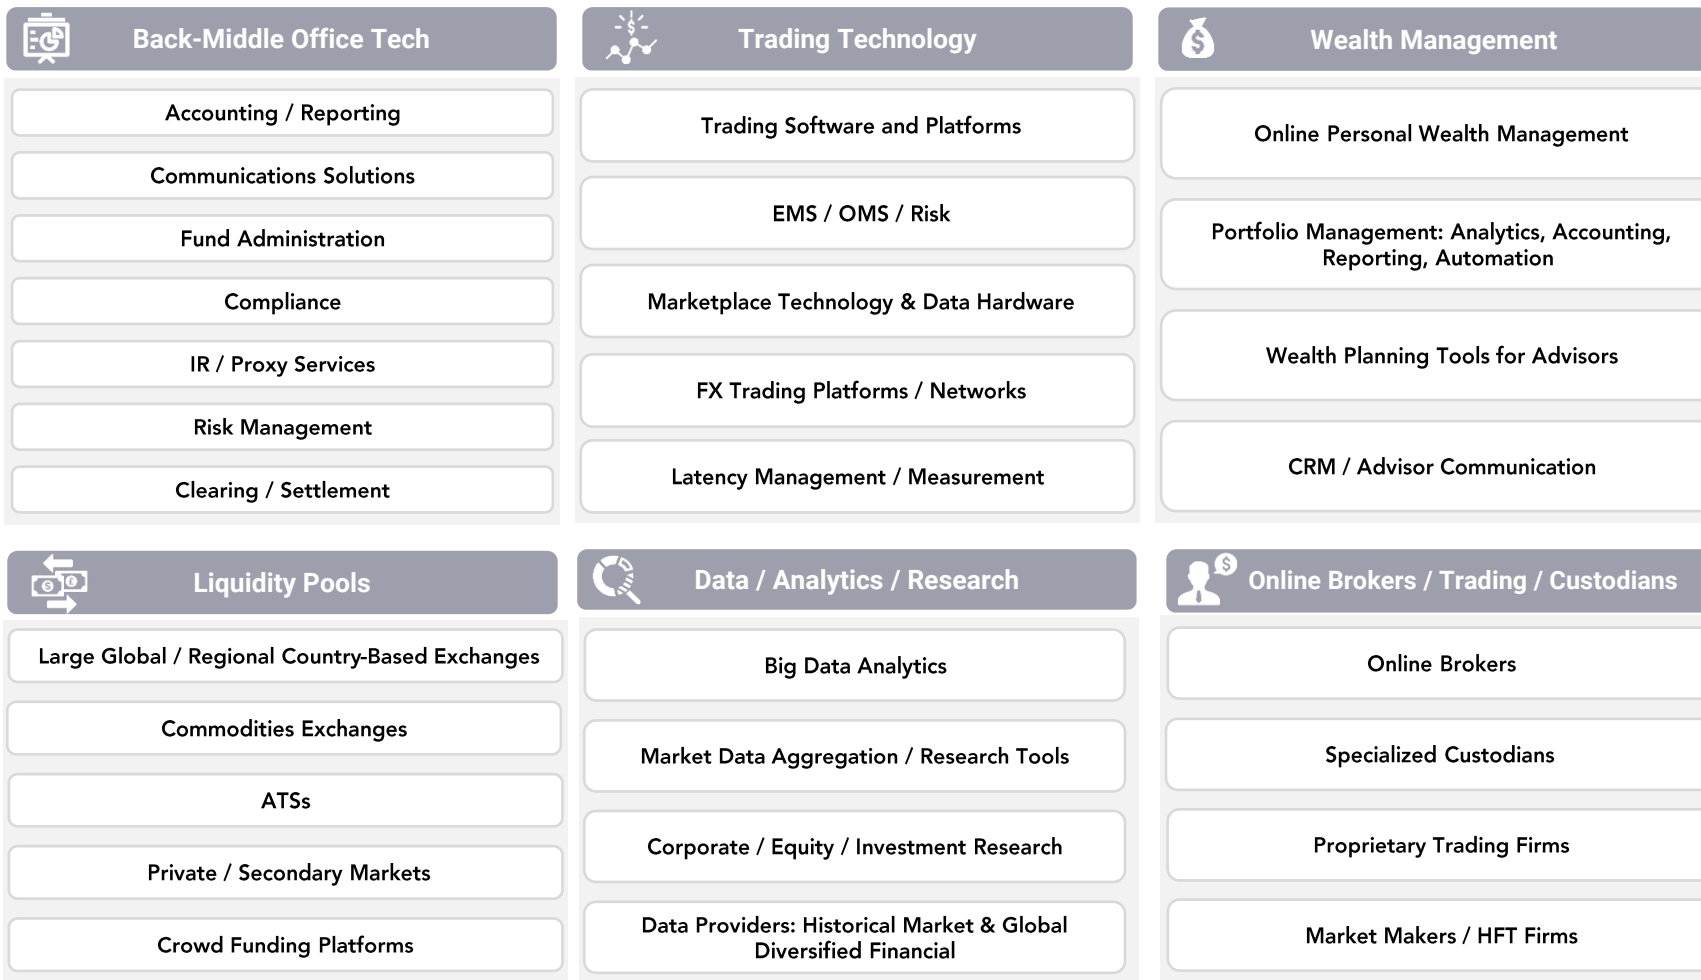 Back-Middle Office Tech
Accounting / Reporting
Communications Solutions
Fund Administration
Compliance
IR / Proxy Services
Risk Management
Clearing / Settlement
Trading Technology
Trading Software and Platforms
EMS / OMS / Risk
Marketplace Technology & Data Hardware
FX Trading Platforms / Networks
Latency Management / Measurement
Wealth Management
Online Personal Wealth Management
Portfolio Management: Analytics, Accounting,
Reporting, Automation
Wealth Planning Tools for Advisors
CRM / Advisor Communication
Liquidity Pools
Large Global / Regional Country-Based Exchanges
Commodities Exchanges
ATSs
Private / Secondary Markets
Crowd Funding Platforms
Data / Analytics / Research
Big Data Analytics
Market Data Aggregation / Research Tools
Corporate / Equity / Investment Research
Data Providers: Historical Market & Global
Diversified Financial
Online Brokers / Trading / Custodians
Online Brokers
Specialized Custodians
Proprietary Trading Firms
Market Makers / HFT Firms